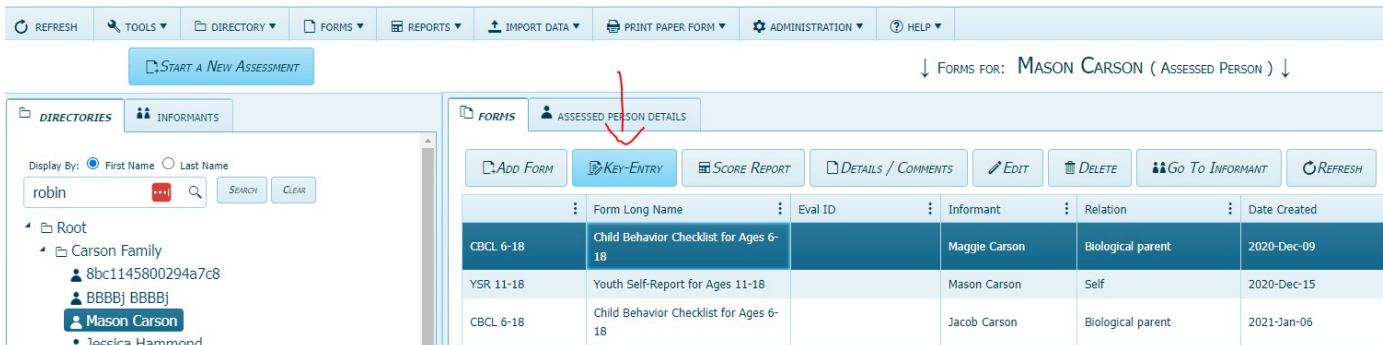 REFRESH TOOLS ▼ DIRECTORY ▼ FORMS ▼ REPORTS ▼ IMPORT DATA ▼ PRINT PAPER FORM ▼ ADMINISTRATION ▼ HELP ▼
START A NEW ASSESSMENT
↓ FORMS FOR: MASON CARSON ( ASSESSED PERSON ) ↓
DIRECTORIES INFORMANTS
Display By: First Name Last Name
robin SEARCH CLEAR
Root
Carson Family
8bc1145800294a7c8
BBBBj BBBBj
Mason Carson
Jessica Hammond
FORMS ASSESSED PERSON DETAILS
ADD FORM KEY-ENTRY SCORE REPORT DETAILS / COMMENTS EDIT DELETE GO TO INFORMANT REFRESH
Form Long Name Eval ID Informant Relation Date Created
CBCL 6-18 Child Behavior Checklist for Ages 6-
18 Maggie Carson Biological parent 2020-Dec-09
YSR 11-18 Youth Self-Report for Ages 11-18 Mason Carson Self 2020-Dec-15
CBCL 6-18 Child Behavior Checklist for Ages 6-
18 Jacob Carson Biological parent 2021-Jan-06